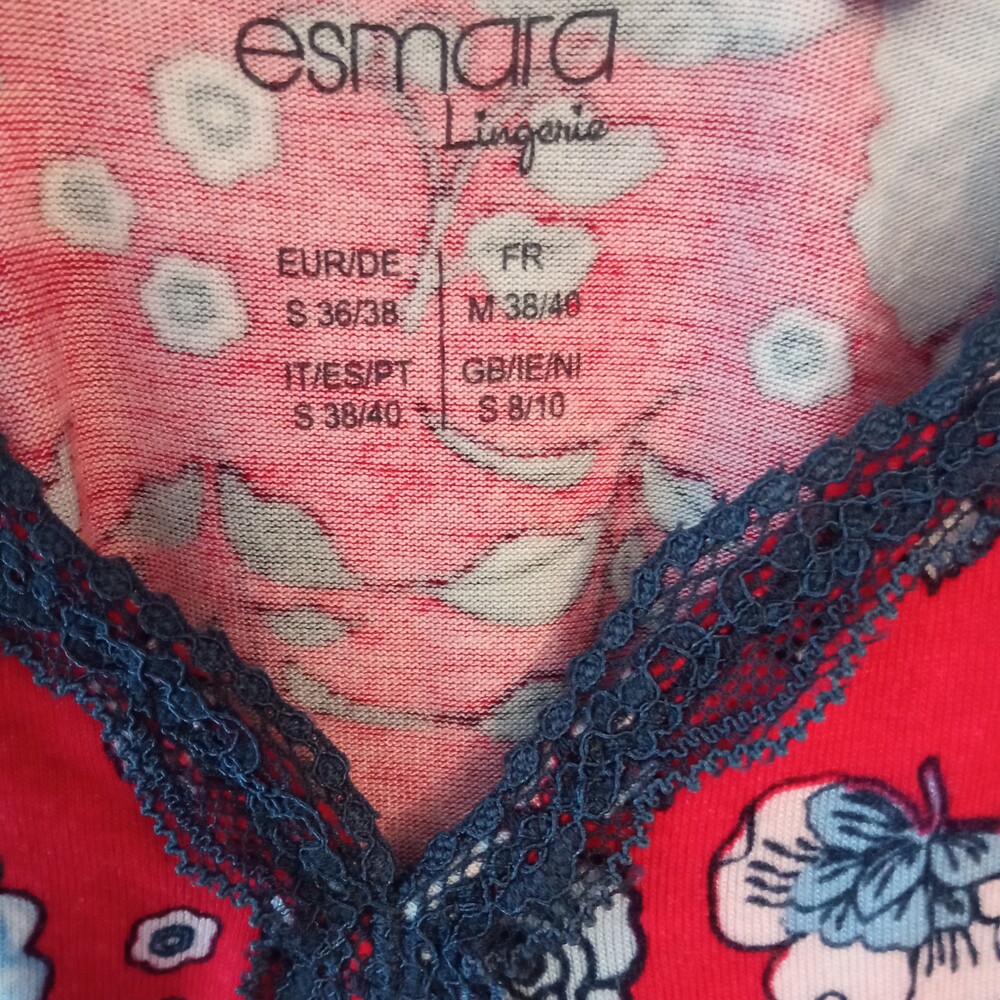 esmara
Lingerie
EUR/DE
S 36/38
FR
M 38/40
IT/ES/PT
S 38/40
GB/IE/NI
S 8/10